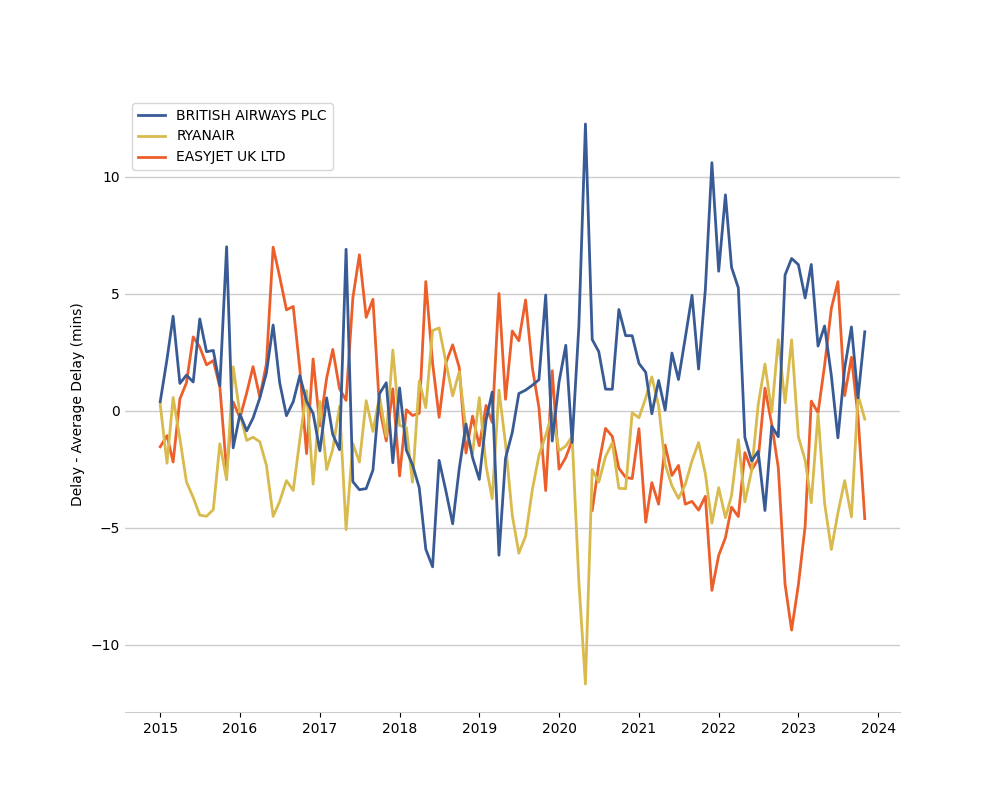 BRITISH AIRWAYS PLC
RYANAIR
EASYJET UK LTD
Delay - Average Delay (mins)
10
5
0
−5
−10
2015 2016 2017 2018 2019 2020 2021 2022 2023 2024